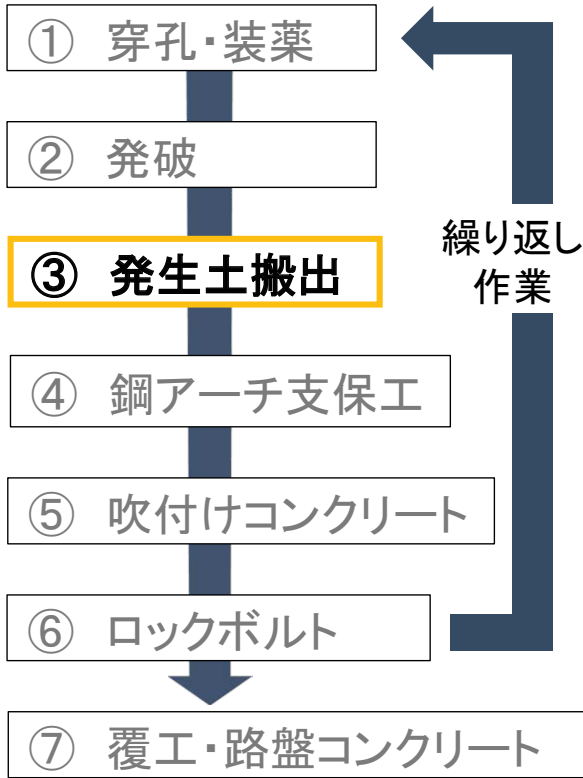 ① 穿孔・装薬
② 発破
③ 発生土搬出
繰り返し
作業
④ 鋼アーチ支保工
⑤ 吹付けコンクリート
⑥ ロックボルト
⑦ 覆工・路盤コンクリート